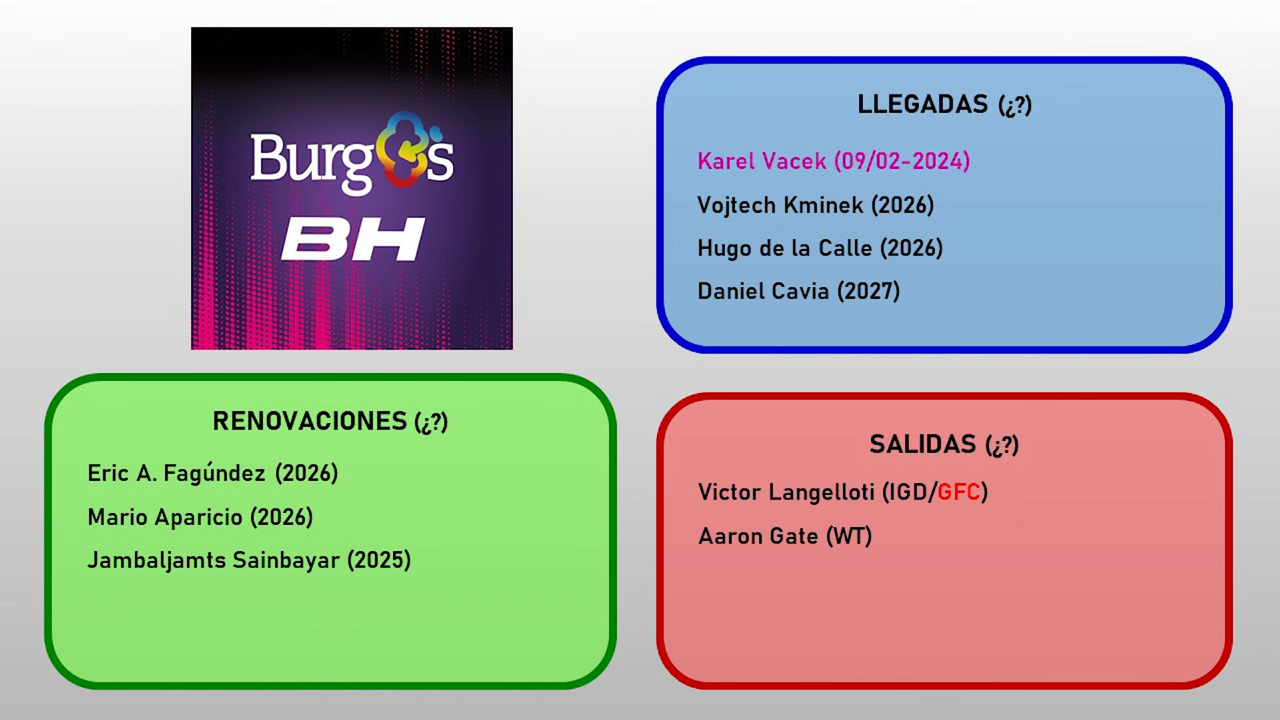 Burgos
BH
LLEGADAS (¿?)
Karel Vacek (09/02-2024)
Vojtech Kminek (2026)
Hugo de la Calle (2026)
Daniel Cavia (2027)
RENOVACIONES (¿?)
Eric A. Fagúndez (2026)
Mario Aparicio (2026)
Jambaljamts Sainbayar (2025)
SALIDAS (¿?)
Victor Langelloti (IGD/GFC)
Aaron Gate (WT)